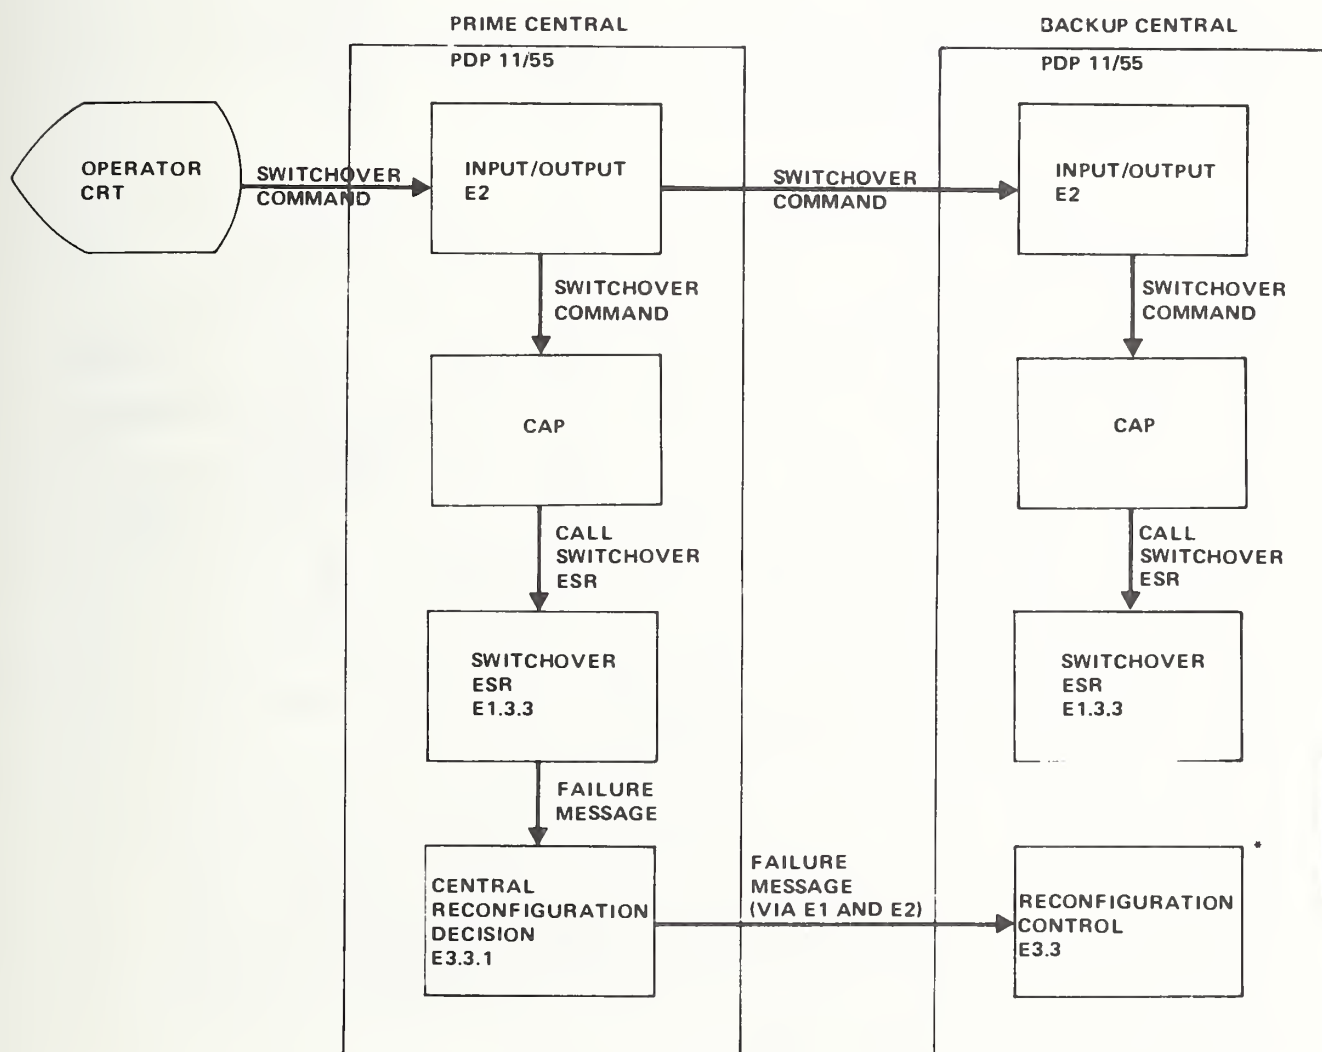 PRIME CENTRAL
PDP 11/55
BACKUP CENTRAL
PDP 11/55
OPERATOR
CRT
SWITCHOVER
COMMAND
INPUT/OUTPUT
E2
SWITCHOVER
COMMAND
INPUT/OUTPUT
E2
SWITCHOVER
COMMAND
SWITCHOVER
COMMAND
CAP
CAP
CALL
SWITCHOVER
ESR
CALL
SWITCHOVER
ESR
SWITCHOVER
ESR
E1.3.3
SWITCHOVER
ESR
E1.3.3
FAILURE
MESSAGE
CENTRAL
RECONFIGURATION
DECISION
E3.3.1
FAILURE
MESSAGE
(VIA E1 AND E2)
*
RECONFIGURATION
CONTROL
E3.3